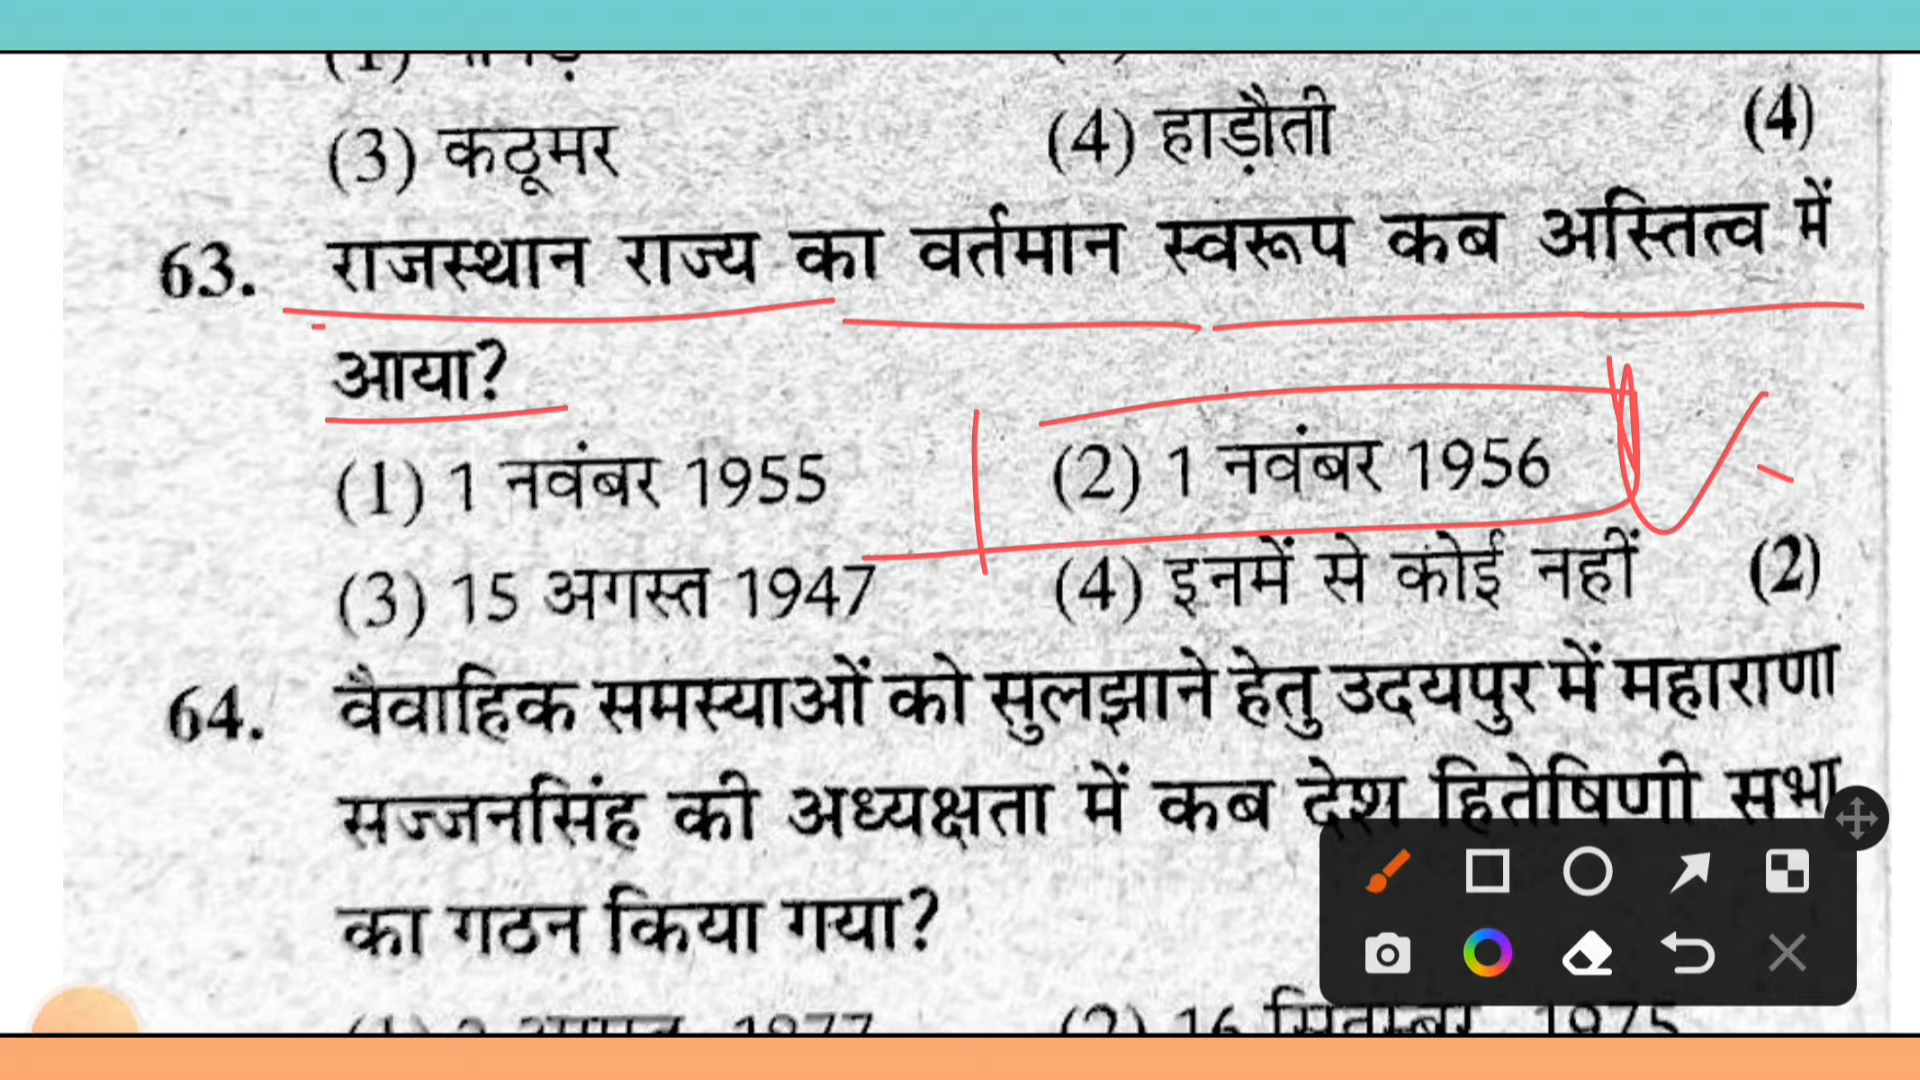 (3) कठूमर (4) हाड़ौती (4)
63. राजस्थान राज्य का वर्तमान स्वरूप कब अस्तित्व में
आया?
(1) 1 नवंबर 1955 (2) 1 नवंबर 1956
(3) 15 अगस्त 1947 (4) इनमें से कोई नहीं (2)
64. वैवाहिक समस्याओं को सुलझाने हेतु उदयपुर में महाराणा
सज्जनसिंह की अध्यक्षता में कब देश हितेषिणी सभा
का गठन किया गया?